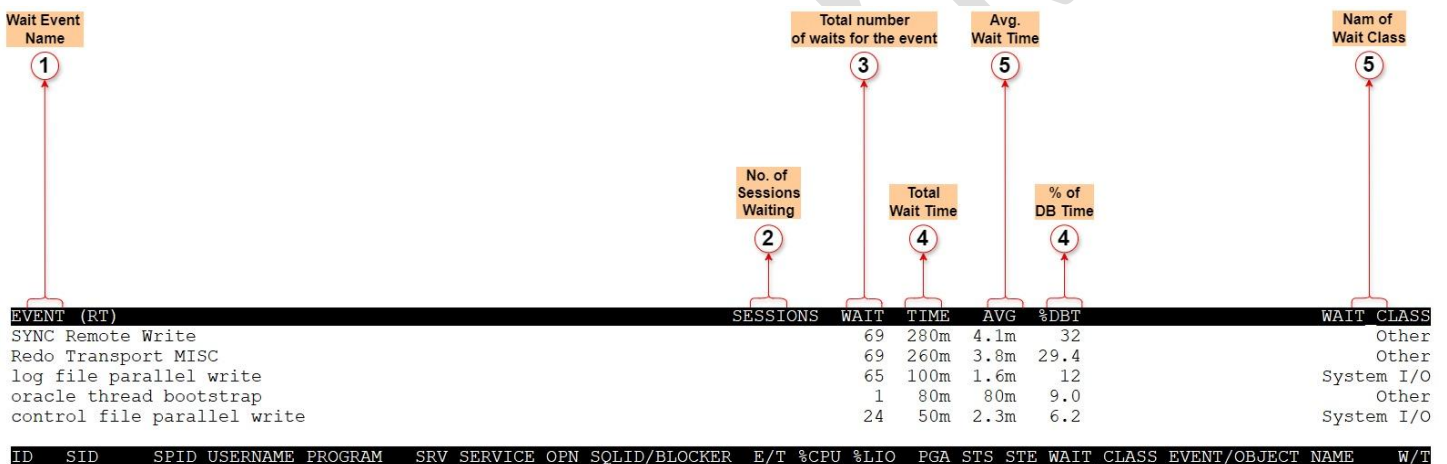 Wait Event
Name
1
Total number
of waits for the event
3
Avg.
Wait Time
5
Nam of
Wait Class
5
No. of
Sessions
Waiting
2
Total
Wait Time
4
% of
DB Time
4
EVENT (RT) SESSIONS WAIT TIME AVG %DBT WAIT_CLASS
SYNC Remote Write 69 280m 4.1m 32 Other
Redo Transport MISC 69 260m 3.8m 29.4 Other
log file parallel write 65 100m 1.6m 12 System I/O
oracle thread bootstrap 1 80m 80m 9.0 Other
control file parallel write 24 50m 2.3m 6.2 System I/O
ID SID SPID USERNAME PROGRAM SRV SERVICE OPN SQLID/BLOCKER E/T %CPU %LIO PGA STS STE WAIT_CLASS EVENT/OBJECT NAME W/T